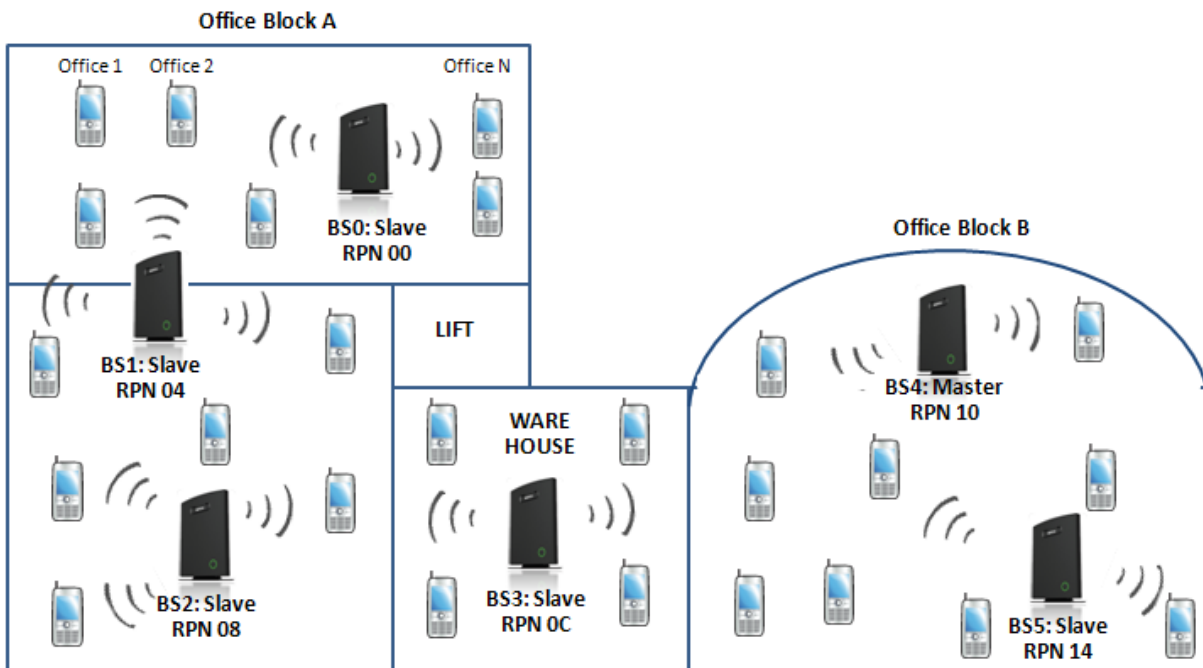 Office Block A
Office 1
Office 2
Office N
BS0: Slave
RPN 00
Office Block B
LIFT
BS1: Slave
RPN 04
BS4: Master
RPN 10
WARE
HOUSE
BS2: Slave
RPN 08
BS3: Slave
RPN 0C
BS5: Slave
RPN 14